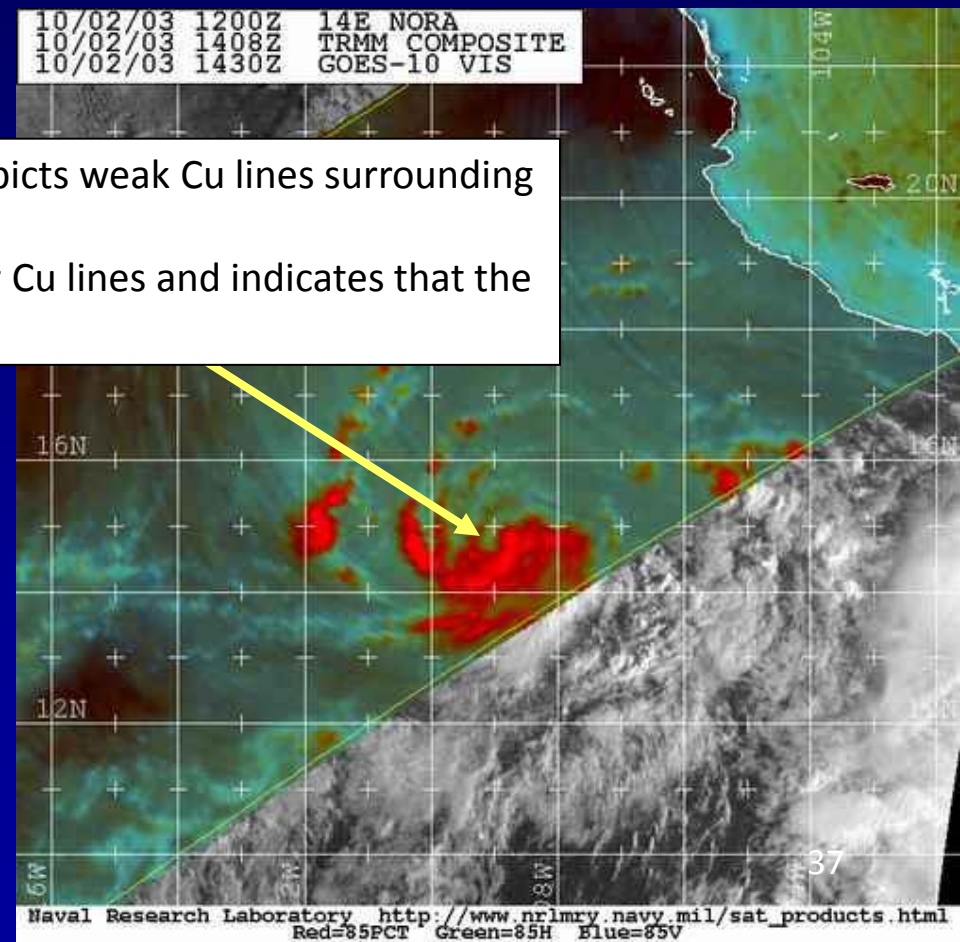 10/02/03 1200Z 14E NORA
10/02/03 1408Z TRMM COMPOSITE
10/02/03 1430Z GOES-10 VIS
104W
picts weak Cu lines surrounding
20N
Cu lines and indicates that the
16N 16N
12N
37
Naval Research Laboratory http://www.nrlmry.navy.mil/sat_products.html
Red=85PCT Green=85H Blue=85V